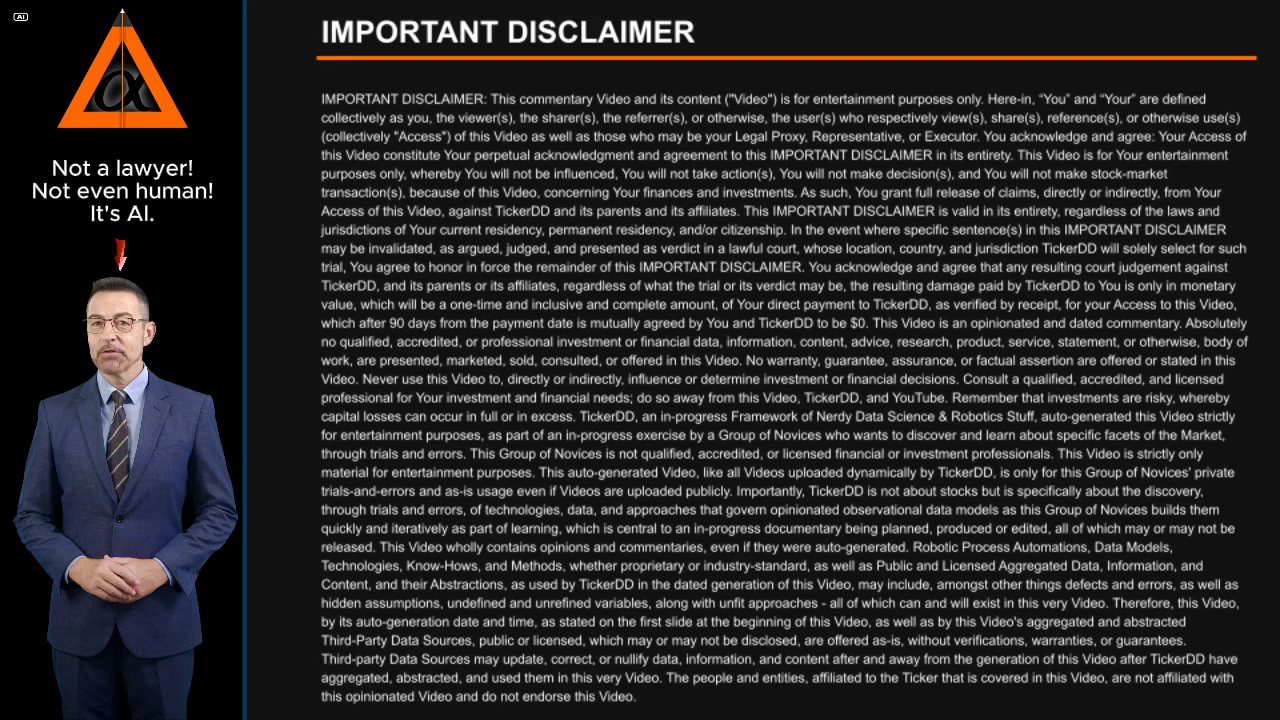 AI
α
Not a lawyer!
Not even human!
It's AI.
IMPORTANT DISCLAIMER
IMPORTANT DISCLAIMER: This commentary Video and its content ("Video") is for entertainment purposes only. Here-in, “You” and “Your” are defined
collectively as you, the viewer(s), the sharer(s), the referrer(s), or otherwise, the user(s) who respectively view(s), share(s), reference(s), or otherwise use(s)
(collectively "Access") of this Video as well as those who may be your Legal Proxy, Representative, or Executor. You acknowledge and agree: Your Access of
this Video constitute Your perpetual acknowledgment and agreement to this IMPORTANT DISCLAIMER in its entirety. This Video is for Your entertainment
purposes only, whereby You will not be influenced, You will not take action(s), You will not make decision(s), and You will not make stock-market
transaction(s), because of this Video, concerning Your finances and investments. As such, You grant full release of claims, directly or indirectly, from Your
Access of this Video, against TickerDD and its parents and its affiliates. This IMPORTANT DISCLAIMER is valid in its entirety, regardless of the laws and
jurisdictions of Your current residency, permanent residency, and/or citizenship. In the event where specific sentence(s) in this IMPORTANT DISCLAIMER
may be invalidated, as argued, judged, and presented as verdict in a lawful court, whose location, country, and jurisdiction TickerDD will solely select for such
trial, You agree to honor in force the remainder of this IMPORTANT DISCLAIMER. You acknowledge and agree that any resulting court judgement against
TickerDD, and its parents or its affiliates, regardless of what the trial or its verdict may be, the resulting damage paid by TickerDD to You is only in monetary
value, which will be a one-time and inclusive and complete amount, of Your direct payment to TickerDD, as verified by receipt, for your Access to this Video,
which after 90 days from the payment date is mutually agreed by You and TickerDD to be $0. This Video is an opinionated and dated commentary. Absolutely
no qualified, accredited, or professional investment or financial data, information, content, advice, research, product, service, statement, or otherwise, body of
work, are presented, marketed, sold, consulted, or offered in this Video. No warranty, guarantee, assurance, or factual assertion are offered or stated in this
Video. Never use this Video to, directly or indirectly, influence or determine investment or financial decisions. Consult a qualified, accredited, and licensed
professional for Your investment and financial needs; do so away from this Video, TickerDD, and YouTube. Remember that investments are risky, whereby
capital losses can occur in full or in excess. TickerDD, an in-progress Framework of Nerdy Data Science & Robotics Stuff, auto-generated this Video strictly
for entertainment purposes, as part of an in-progress exercise by a Group of Novices who wants to discover and learn about specific facets of the Market,
through trials and errors. This Group of Novices is not qualified, accredited, or licensed financial or investment professionals. This Video is strictly only
material for entertainment purposes. This auto-generated Video, like all Videos uploaded dynamically by TickerDD, is only for this Group of Novices' private
trials-and-errors and as-is usage even if Videos are uploaded publicly. Importantly, TickerDD is not about stocks but is specifically about the discovery,
through trials and errors, of technologies, data, and approaches that govern opinionated observational data models as this Group of Novices builds them
quickly and iteratively as part of learning, which is central to an in-progress documentary being planned, produced or edited, all of which may or may not be
released. This Video wholly contains opinions and commentaries, even if they were auto-generated. Robotic Process Automations, Data Models,
Technologies, Know-Hows, and Methods, whether proprietary or industry-standard, as well as Public and Licensed Aggregated Data, Information, and
Content, and their Abstractions, as used by TickerDD in the dated generation of this Video, may include, amongst other things defects and errors, as well as
hidden assumptions, undefined and unrefined variables, along with unfit approaches - all of which can and will exist in this very Video. Therefore, this Video,
by its auto-generation date and time, as stated on the first slide at the beginning of this Video, as well as by this Video's aggregated and abstracted
Third-Party Data Sources, public or licensed, which may or may not be disclosed, are offered as-is, without verifications, warranties, or guarantees.
Third-party Data Sources may update, correct, or nullify data, information, and content after and away from the generation of this Video after TickerDD have
aggregated, abstracted, and used them in this very Video. The people and entities, affiliated to the Ticker that is covered in this Video, are not affiliated with
this opinionated Video and do not endorse this Video.